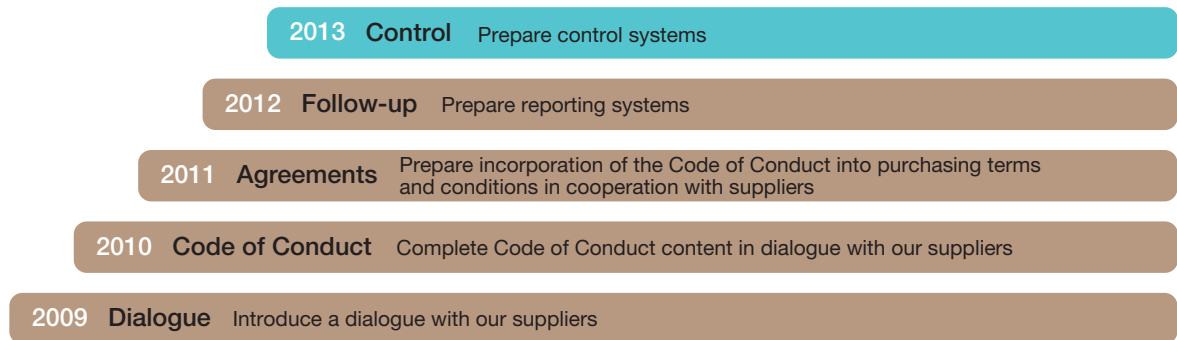 2013 Control Prepare control systems
2012 Follow-up Prepare reporting systems
2011 Agreements Prepare incorporation of the Code of Conduct into purchasing terms
and conditions in cooperation with suppliers
2010 Code of Conduct Complete Code of Conduct content in dialogue with our suppliers
2009 Dialogue Introduce a dialogue with our suppliers